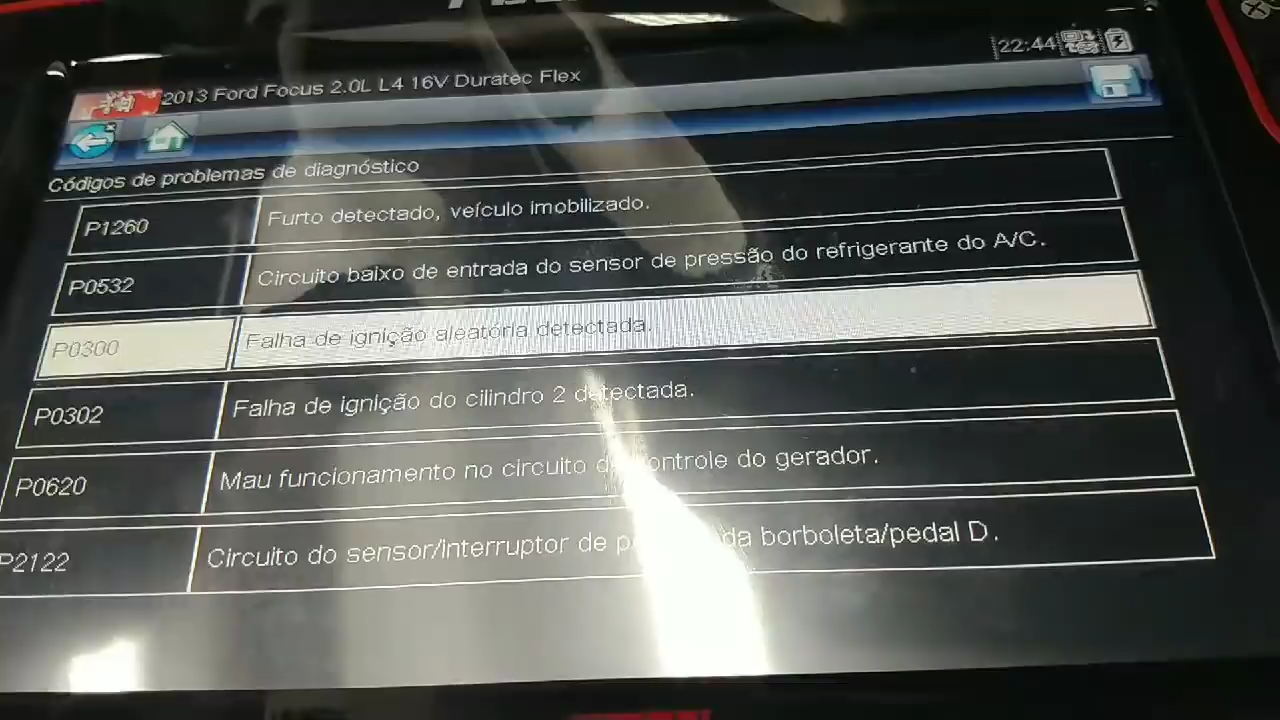 22:44
2013 Ford Focus 2.0L L4 16V Duratec Flex
Códigos de problemas de diagnóstico
P1260 Furto detectado, veículo imobilizado.
P0532 Circuito baixo de entrada do sensor de pressão do refrigerante do A/C.
P0300 Falha de ignição aleatória detectada.
P0302 Falha de ignição do cilindro 2 detectada.
P0620 Mau funcionamento no circuito controle do gerador.
P2122 Circuito do sensor/interruptor de da borboleta/pedal D.